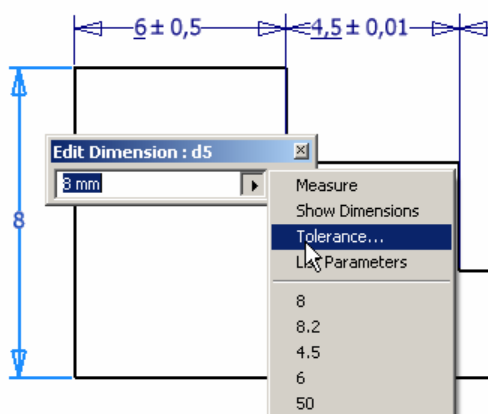 6 ± 0,5
4,5 ± 0,01
Edit Dimension : d5
8 mm
Measure
Show Dimensions
Tolerance...
List Parameters
8
8
8.2
4.5
6
50